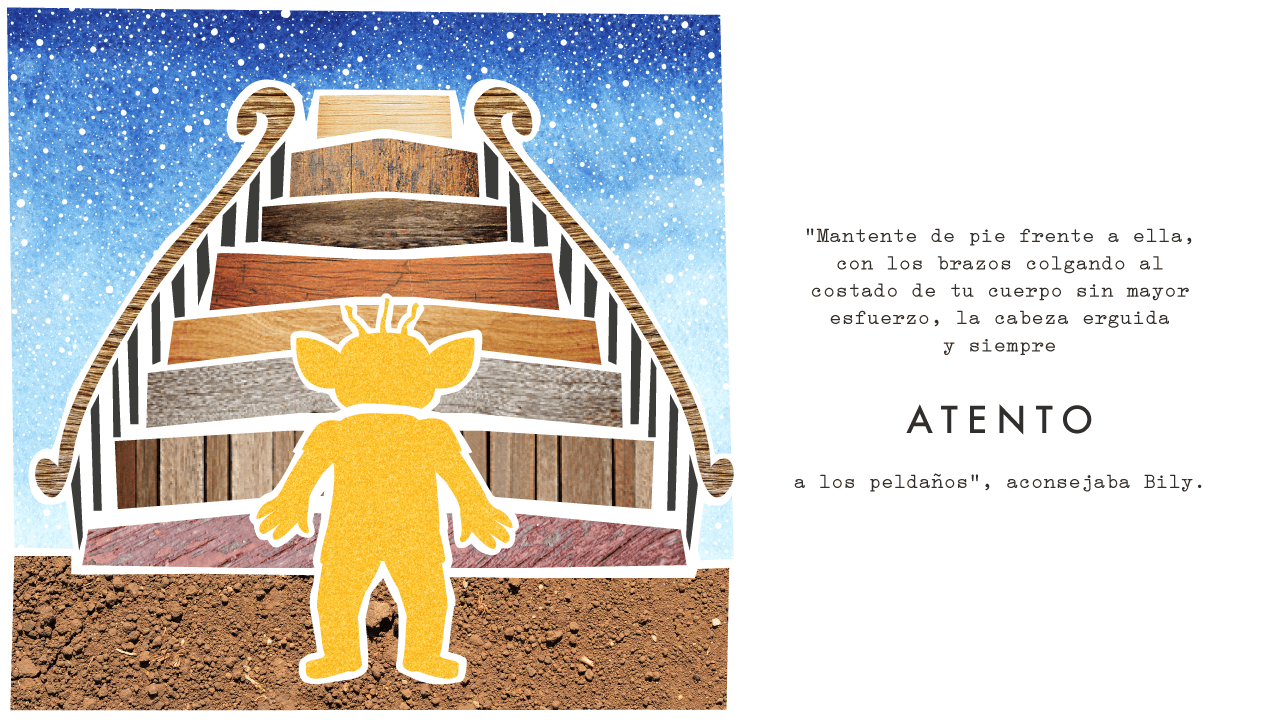 "Mantente de pie frente a ella,
con los brazos colgando al
costado de tu cuerpo sin mayor
esfuerzo, la cabeza erguida
y siempre
ATENTO
a los peldaños", aconsejaba Bily.